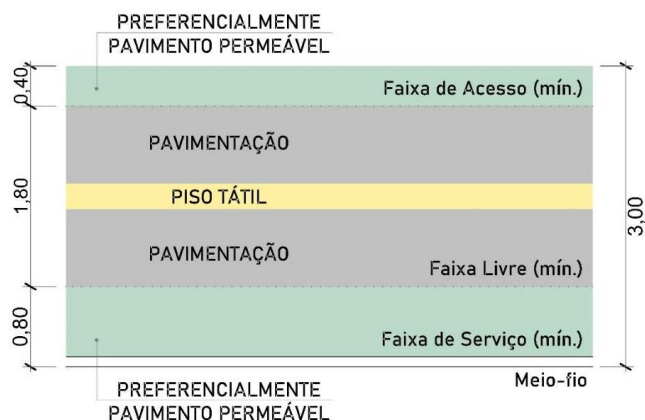 PREFERENCIALMENTE
PAVIMENTO PERMEÁVEL
0,40
Faixa de Acesso (mín.)
PAVIMENTAÇÃO
1,80
PISO TÁTIL
3,00
PAVIMENTAÇÃO
Faixa Livre (mín.)
0,80
Faixa de Serviço (mín.)
Meio-fio
PREFERENCIALMENTE
PAVIMENTO PERMEÁVEL